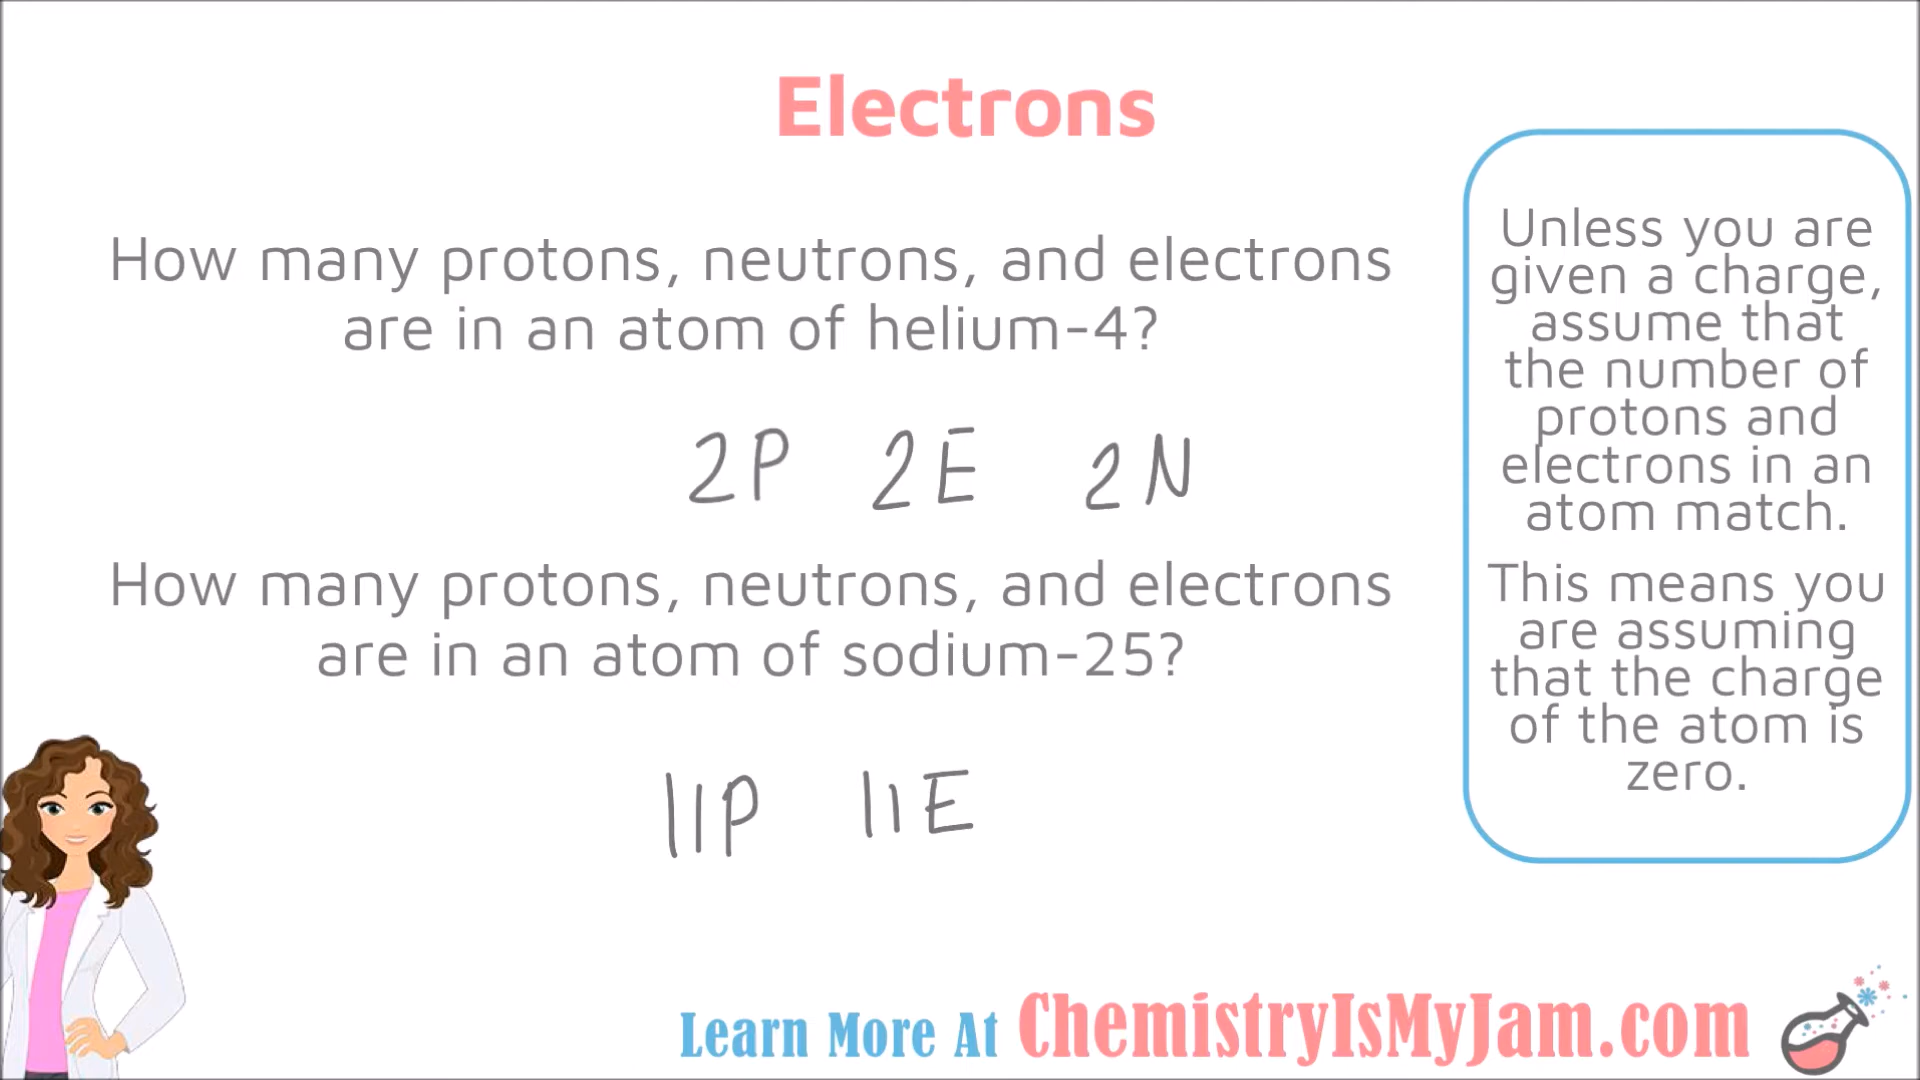 Electrons
How many protons, neutrons, and electrons
are in an atom of helium-4?
2P 2E 2N
How many protons, neutrons, and electrons
are in an atom of sodium-25?
11P 11E
Unless you are
given a charge,
assume that
the number of
protons and
electrons in an
atom match.
This means you
are assuming
that the charge
of the atom is
zero.
Learn More At ChemistryIsMyJam.com